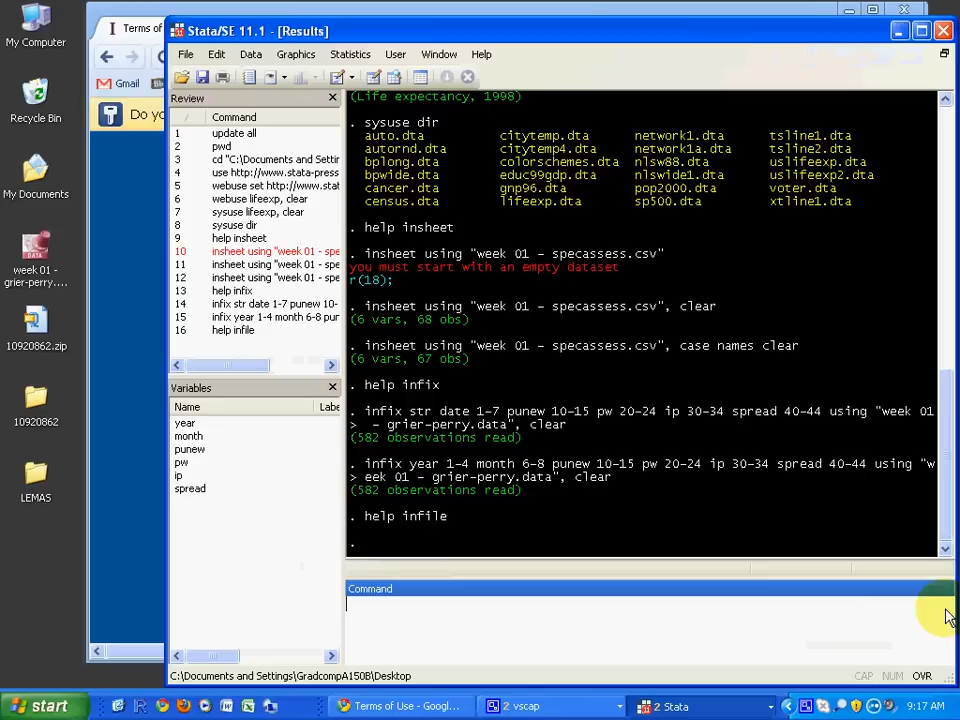 My Computer
Recycle Bin
My Documents
week 01 -
grier-perry....
10920862.zip
10920862
LEMAS
Terms of
Gmail
Do yo
Stata/SE 11.1 - [Results]
File Edit Data Graphics Statistics User Window Help
Review
Command
1 update all
2 pwd
3 cd "C:\Documents and Settin
4 use http://www.stata-press
5 webuse set http://www.stat
6 webuse lifeexp, clear
7 sysuse lifeexp, clear
8 sysuse dir
9 help insheet
10 insheet using "week 01 - spe
11 insheet using "week 01 - spe
12 insheet using "week 01 - spe
13 help infix
14 infix str date 1-7 punew 10-
15 infix year 1-4 month 6-8 pun
16 help infile
Variables
Name Labe
year
month
punew
pw
ip
spread
(Life expectancy, 1998)
. sysuse dir
auto.dta citytemp.dta network1.dta tsline1.dta
autornd.dta citytemp4.dta network1a.dta tsline2.dta
bplong.dta colorschemes.dta nlsw88.dta uslifeexp.dta
bpwide.dta educ99gdp.dta nlswide1.dta uslifeexp2.dta
cancer.dta gnp96.dta pop2000.dta voter.dta
census.dta lifeexp.dta sp500.dta xtline1.dta
. help insheet
. insheet using "week 01 - specassess.csv"
you must start with an empty dataset
r(18);
. insheet using "week 01 - specassess.csv", clear
(6 vars, 68 obs)
. insheet using "week 01 - specassess.csv", case names clear
(6 vars, 67 obs)
. help infix
. infix str date 1-7 punew 10-15 pw 20-24 ip 30-34 spread 40-44 using "week 01
> - grier-perry.data", clear
(582 observations read)
. infix year 1-4 month 6-8 punew 10-15 pw 20-24 ip 30-34 spread 40-44 using "w
> eek 01 - grier-perry.data", clear
(582 observations read)
. help infile
.
Command
C:\Documents and Settings\GradcompA150B\Desktop
CAP NUM OVR
start
Terms of Use - Googl...
2 vscap
2 Stata
9:17 AM